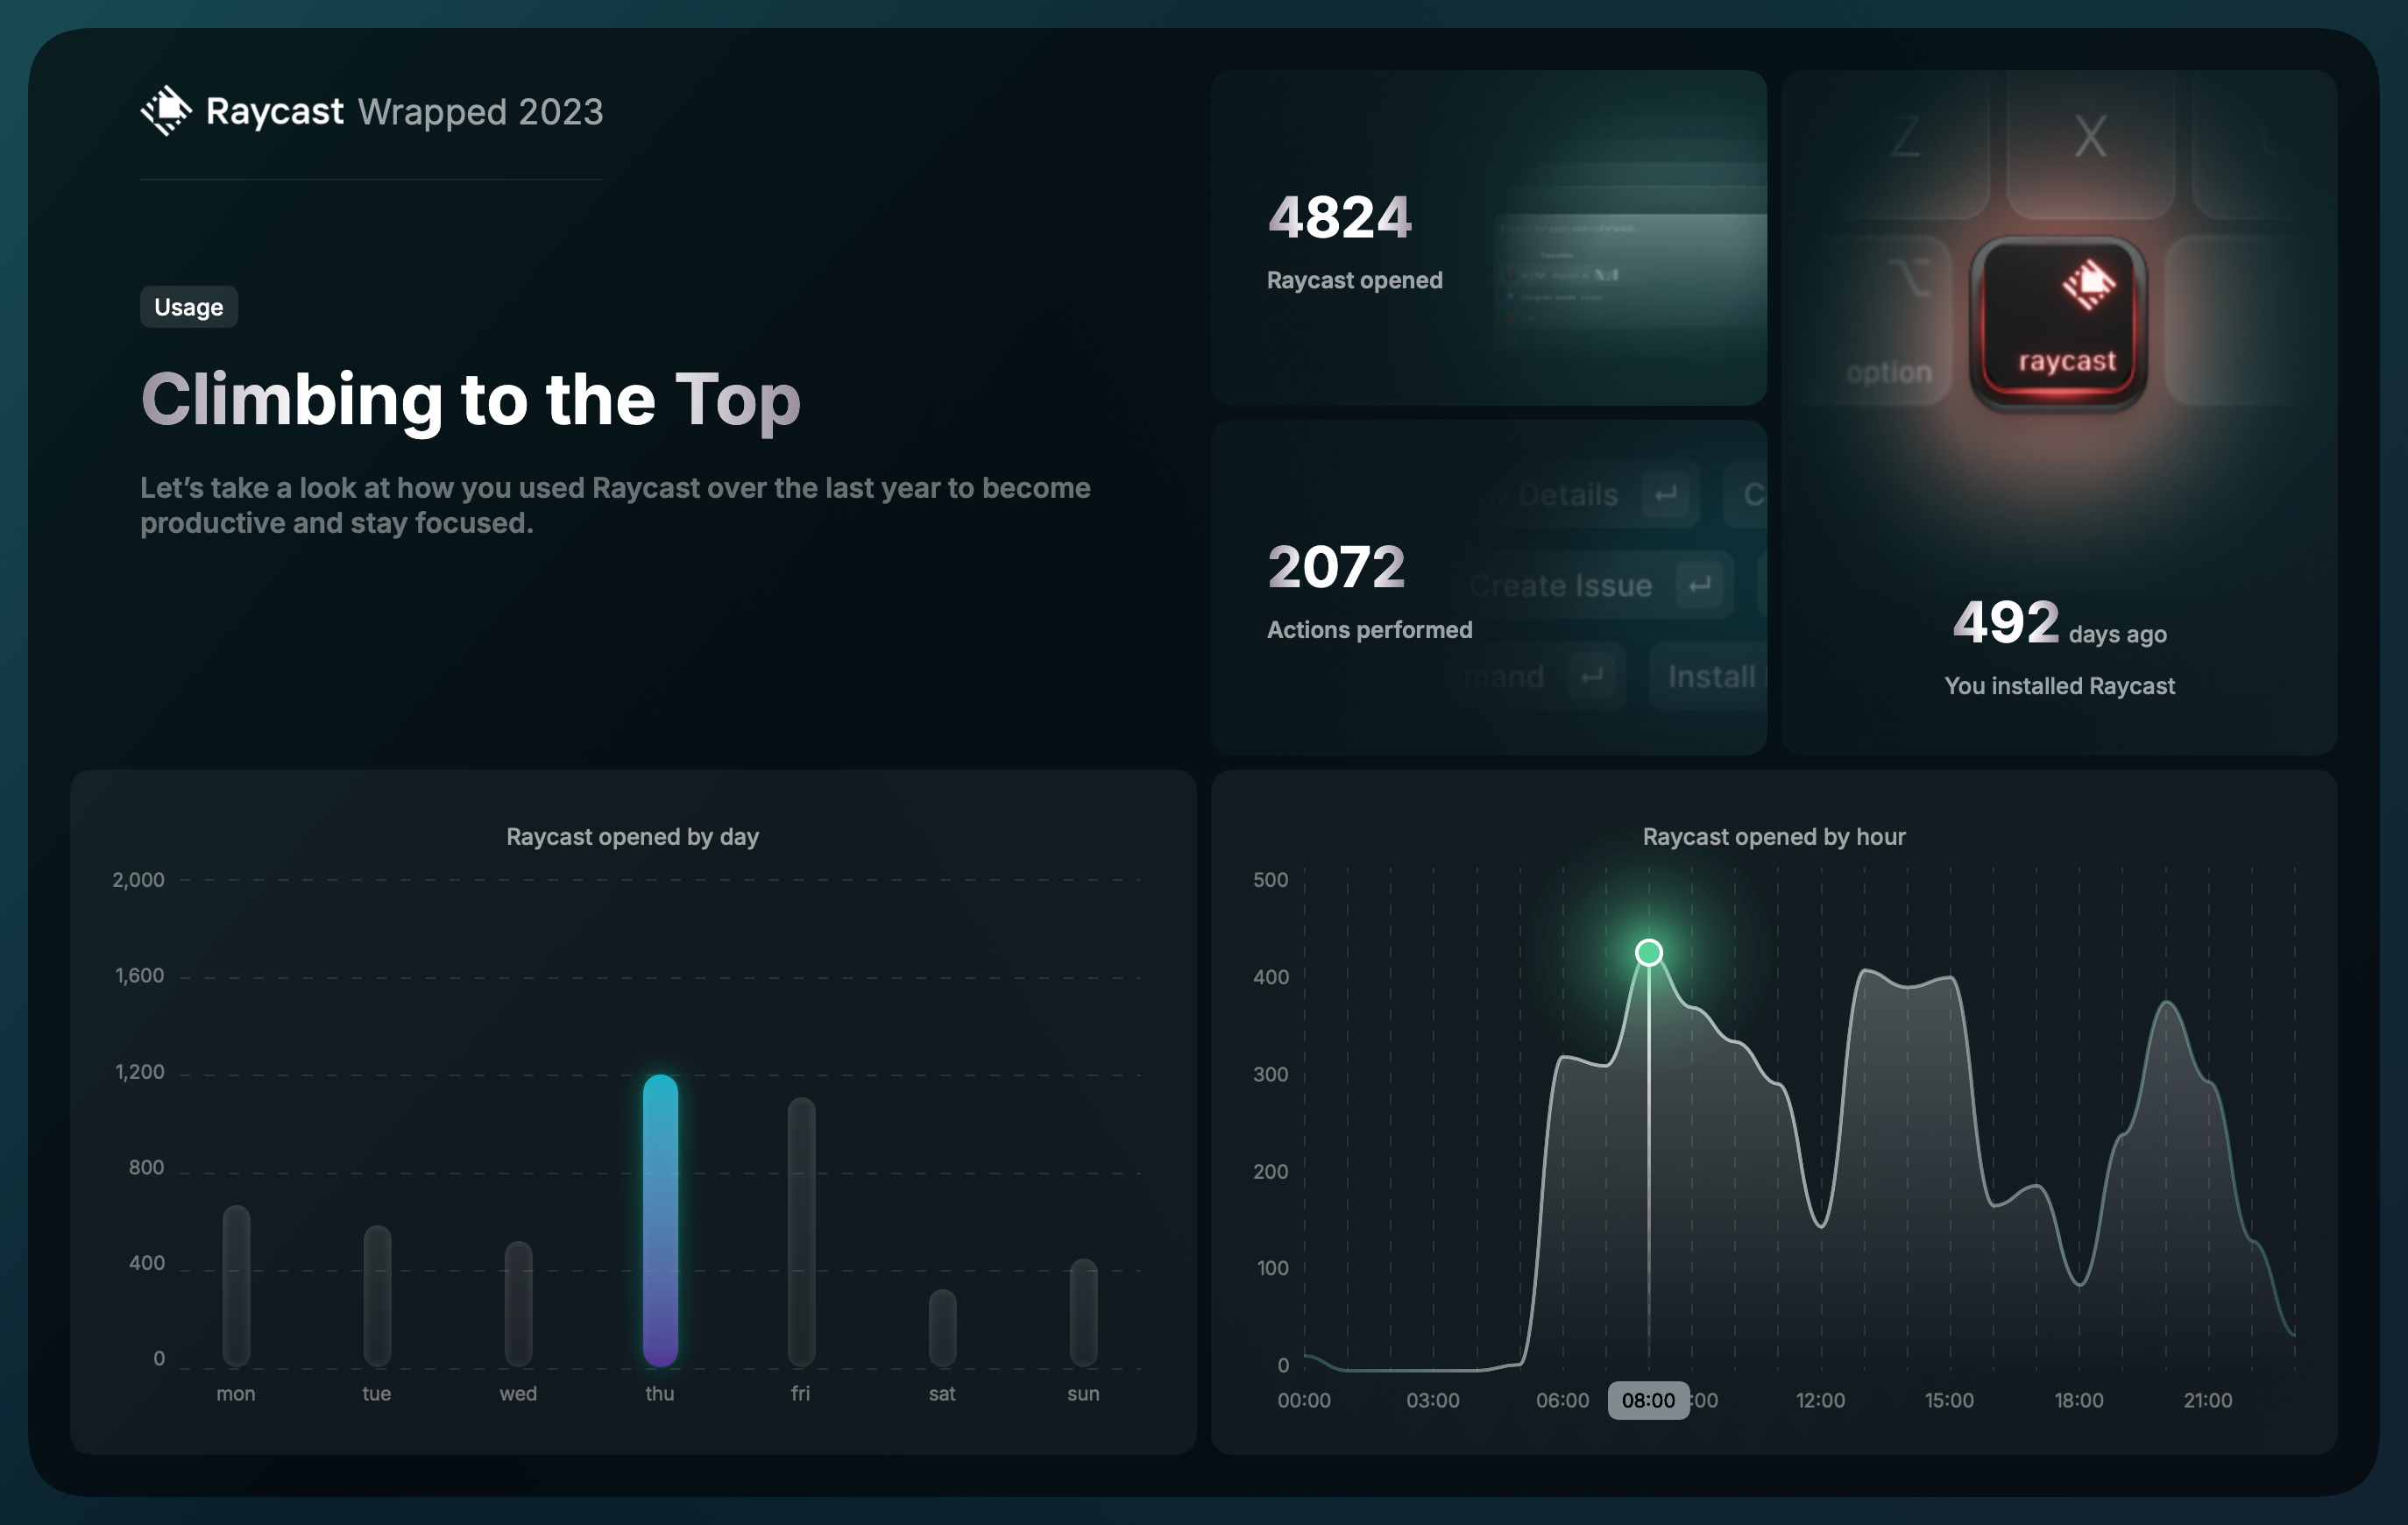 Raycast Wrapped 2023
Usage
Climbing to the Top
Let’s take a look at how you used Raycast over the last year to become
productive and stay focused.
4824
Raycast opened
2072
Actions performed
Details
Create Issue
Install
Z
X
option
raycast
492 days ago
You installed Raycast
Raycast opened by day
2,000
1,600
1,200
800
400
0
mon tue wed thu fri sat sun
Raycast opened by hour
500
400
300
200
100
0
00:00 03:00 06:00 08:00 :00 12:00 15:00 18:00 21:00